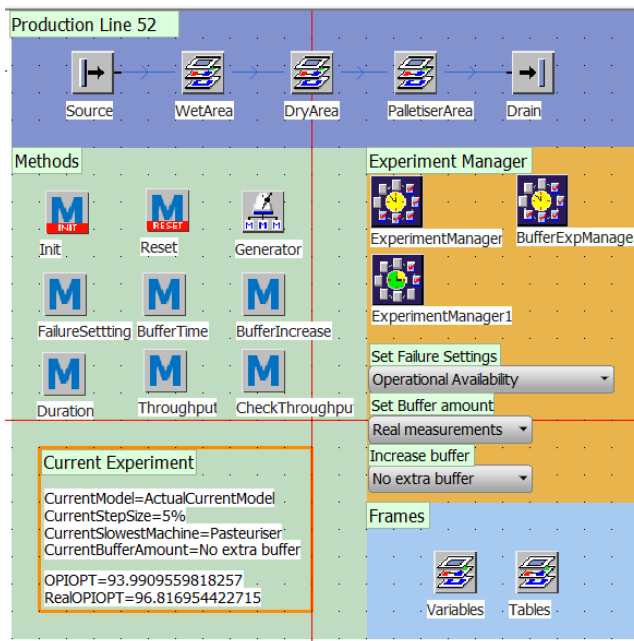 Production Line 52
Source WetArea DryArea PalletiserArea Drain
Methods
M INIT
M RESET
M M M
Init Reset Generator
M M M
FailureSettting BufferTime BufferIncrease
M M M
Duration Throughput CheckThroughput
Current Experiment
CurrentModel=ActualCurrentModel
CurrentStepSize=5%
CurrentSlowestMachine=Pasteuriser
CurrentBufferAmount=No extra buffer
OPIOPT=93.9909559818257
RealOPIOPT=96.816954422715
Experiment Manager
ExperimentManager BufferExpManage
ExperimentManager1
Set Failure Settings
Operational Availability
Set Buffer amount
Real measurements
Increase buffer
No extra buffer
Frames
Variables Tables